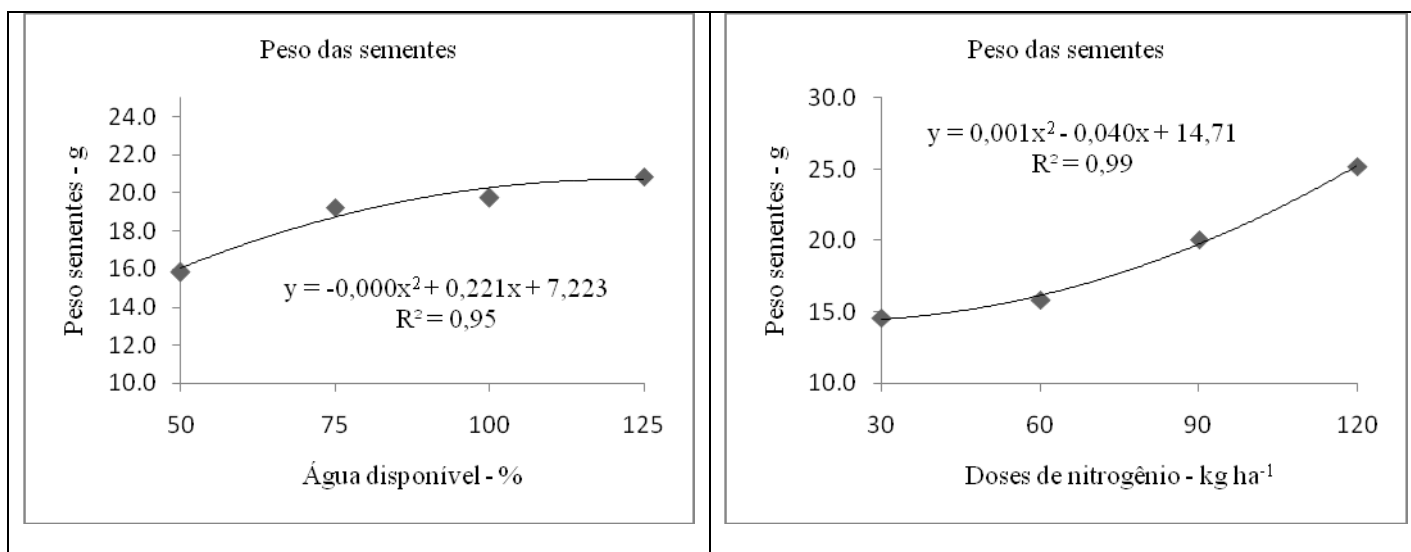 Peso das sementes
Peso sementes - g
24.0
22.0
20.0
18.0
16.0
14.0
12.0
10.0
y = -0,000x² + 0,221x + 7,223
R² = 0,95
50 75 100 125
Água disponível - %
Peso das sementes
Peso sementes - g
30.0
25.0
20.0
15.0
10.0
y = 0,001x² - 0,040x + 14,71
R² = 0,99
30 60 90 120
Doses de nitrogênio - kg ha⁻¹